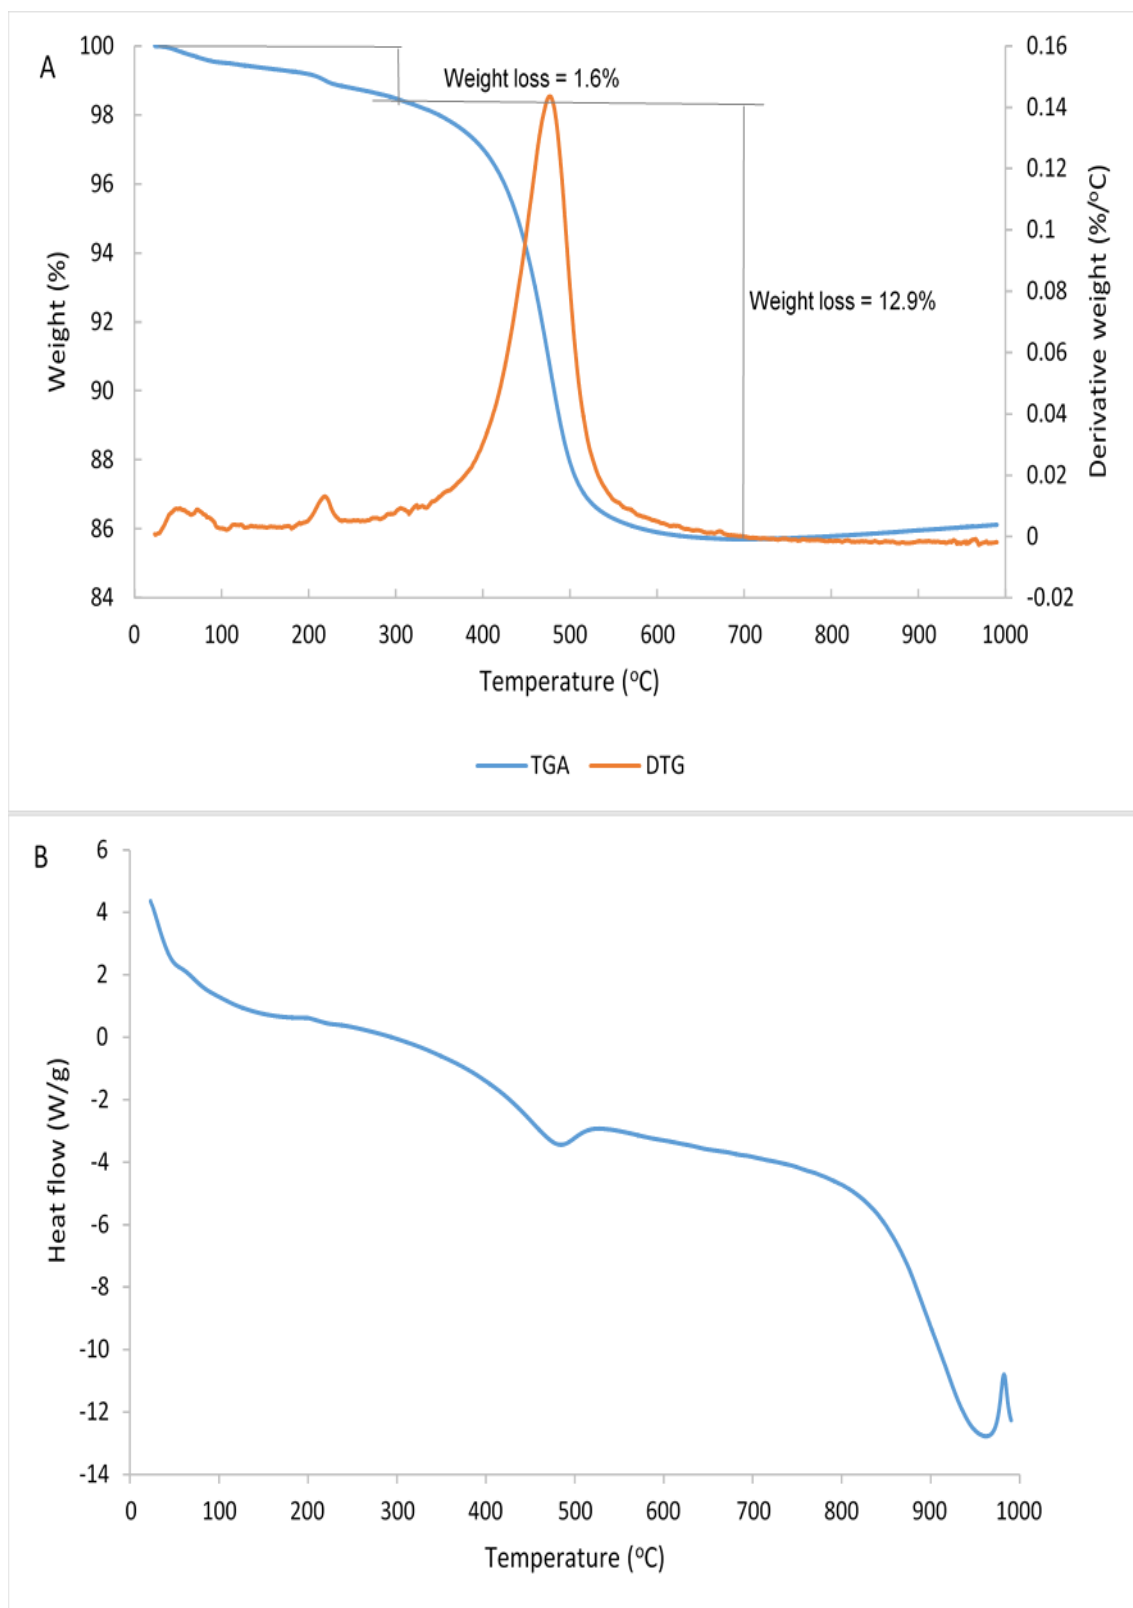 A
Weight (%)
100
98
96
94
92
90
88
86
84
Weight loss = 1.6%
Weight loss = 12.9%
0.16
0.14
0.12
0.1
0.08
0.06
0.04
0.02
0
-0.02
Derivative weight (%/°C)
0 100 200 300 400 500 600 700 800 900 1000
Temperature (°C)
TGA DTG
B
Heat flow (W/g)
6
4
2
0
-2
-4
-6
-8
-10
-12
-14
0 100 200 300 400 500 600 700 800 900 1000
Temperature (°C)